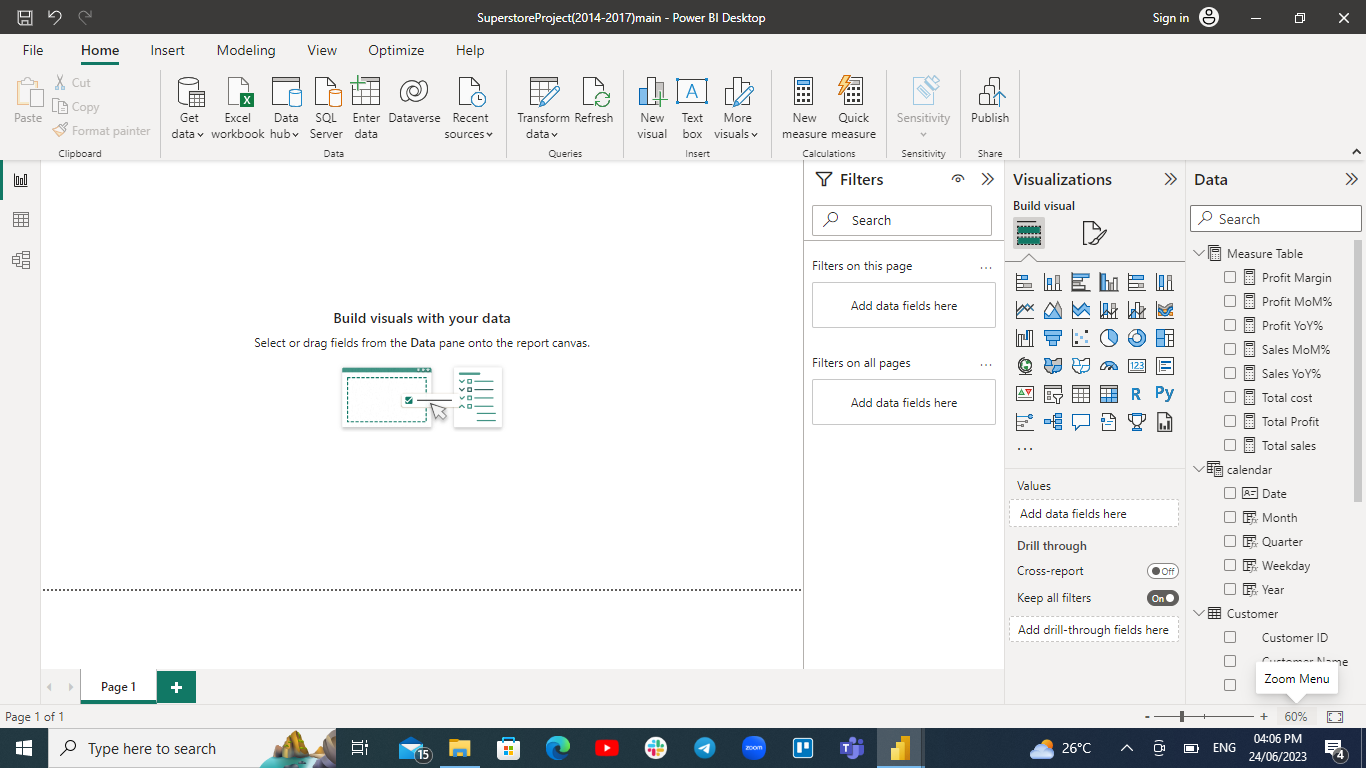 SuperstoreProject(2014-2017)main - Power BI Desktop
Sign in
File
Home
Insert
Modeling
View
Optimize
Help
Paste
Cut
Copy
Format painter
Clipboard
Get data
Excel workbook
Data hub
SQL Server
Enter data
Dataverse
Recent sources
Data
Transform data
Refresh
Queries
New visual
Text box
More visuals
Insert
New measure
Quick measure
Calculations
Sensitivity
Sensitivity
Publish
Share
Build visuals with your data
Select or drag fields from the Data pane onto the report canvas.
Filters
Search
Filters on this page
...
Add data fields here
Filters on all pages
...
Add data fields here
Visualizations
Build visual
123
R
Py
...
Values
Add data fields here
Drill through
Cross-report
Off
Keep all filters
On
Add drill-through fields here
Data
Search
Measure Table
Profit Margin
Profit MoM%
Profit YoY%
Sales MoM%
Sales YoY%
Total cost
Total Profit
Total sales
calendar
Date
Month
Quarter
Weekday
Year
Customer
Customer ID
Customer Name
Zoom Menu
Page 1
+
Page 1 of 1
- + 60%
Type here to search
15
zoom
26°C
ENG
04:06 PM
24/06/2023
4